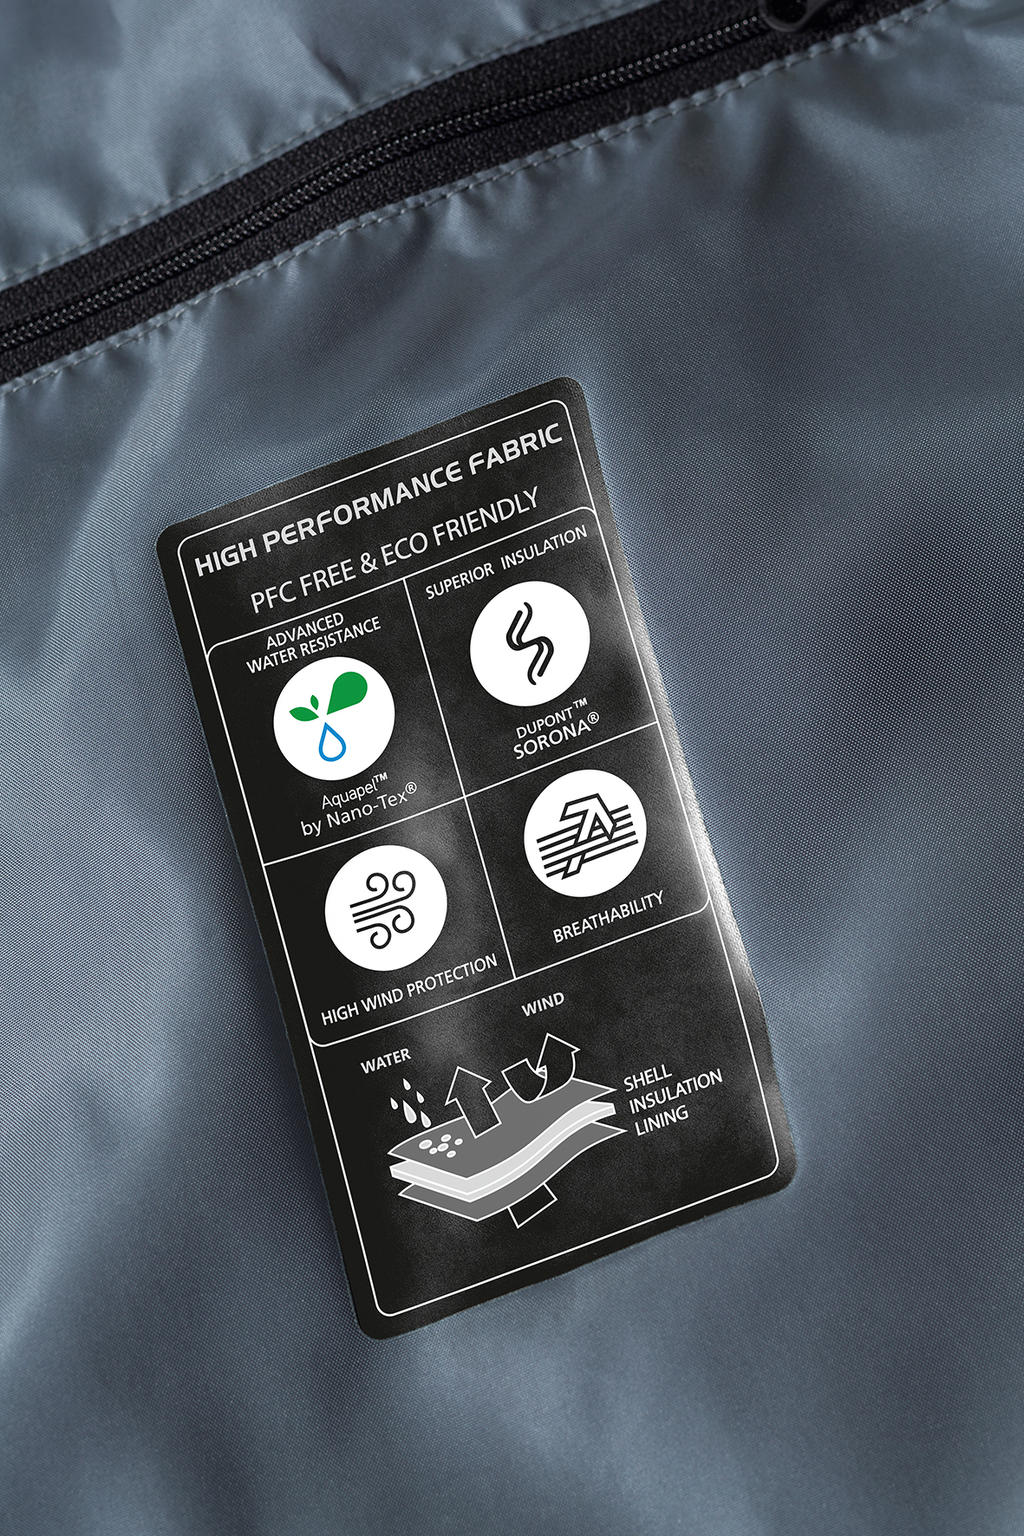 HIGH PERFORMANCE FABRIC
PFC FREE & ECO FRIENDLY
ADVANCED
WATER RESISTANCE
Aquapel™
by Nano-Tex®
SUPERIOR INSULATION
DUPONT™
SORONA®
HIGH WIND PROTECTION
BREATHABILITY
WATER
WIND
SHELL
INSULATION
LINING